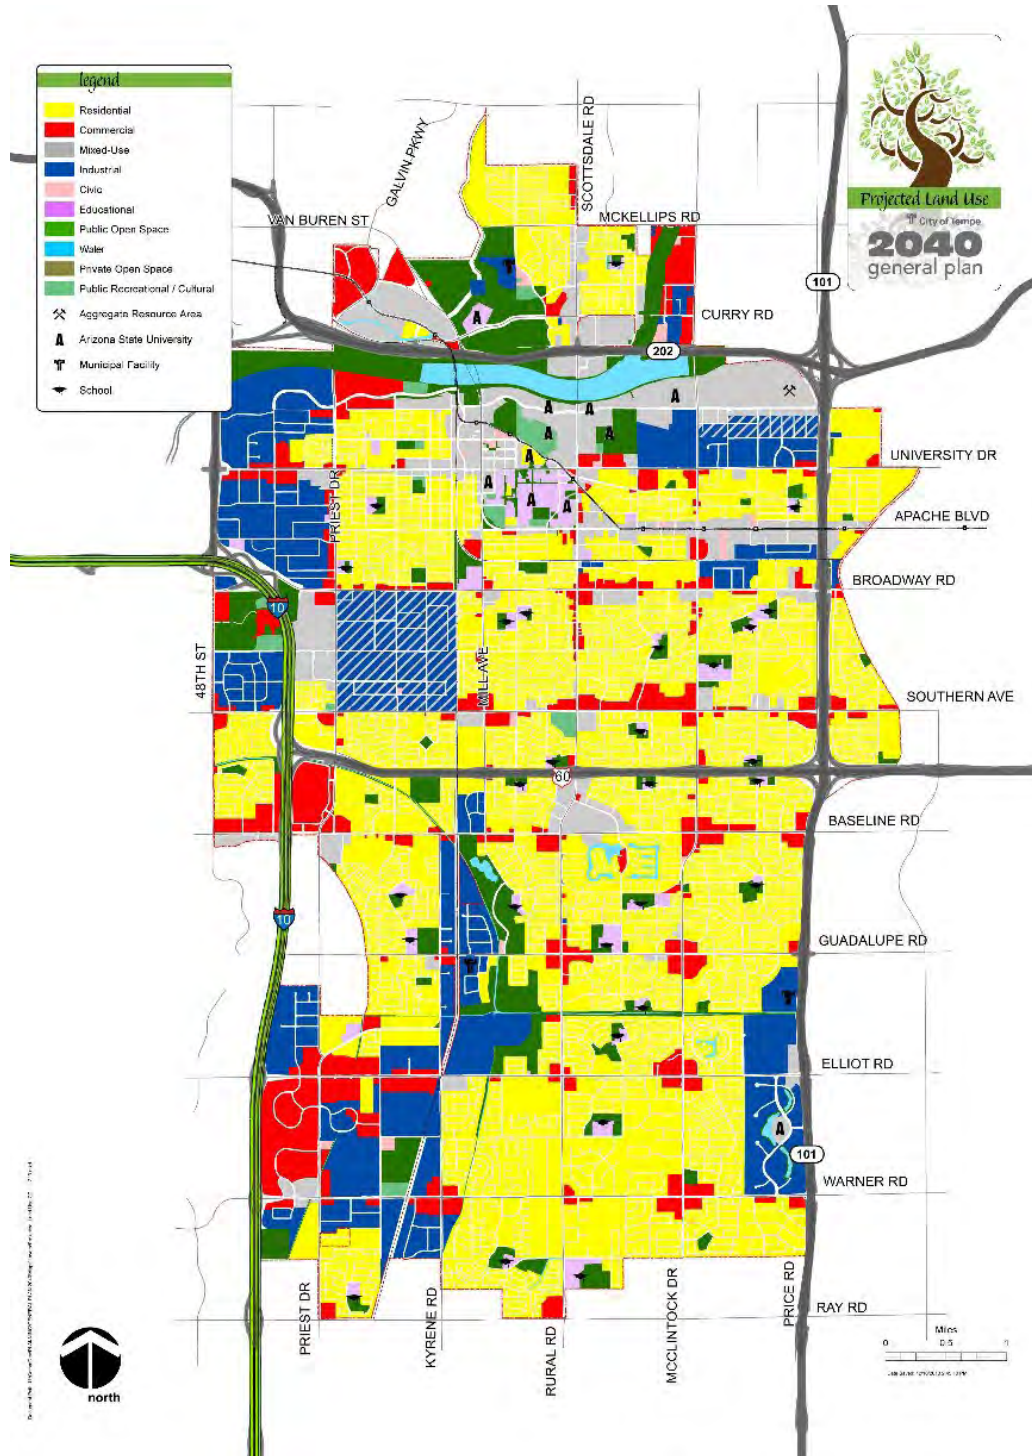 legend
Residential
Commercial
Mixed-Use
Industrial
Civic
Educational
Public Open Space
Water
Private Open Space
Public Recreational / Cultural
Aggregate Resource Area
A Arizona State University
T Municipal Facility
School
Projected Land Use
City of Tempe
2040
general plan
GALVIN PKWY
SCOTTSDALE RD
VAN BUREN ST
MCKELLIPS RD
101
CURRY RD
202
UNIVERSITY DR
PRIEST DR
APACHE BLVD
BROADWAY RD
10
48TH ST
MILL AVE
SOUTHERN AVE
60
BASELINE RD
10
GUADALUPE RD
ELLIOT RD
101
WARNER RD
PRIEST DR
KYRENE RD
RURAL RD
MCCLINTOCK DR
PRICE RD
RAY RD
Miles
0 0.5 1
north